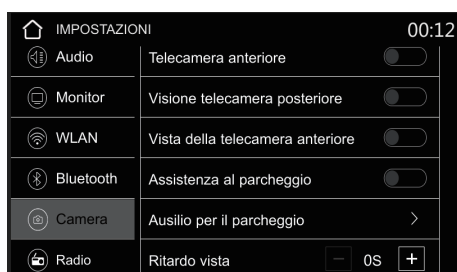 IMPOSTAZIONI 00:12
Audio Telecamera anteriore
Monitor Visione telecamera posteriore
WLAN Vista della telecamera anteriore
Bluetooth Assistenza al parcheggio
Camera Ausilio per il parcheggio >
Radio Ritardo vista − 0S +